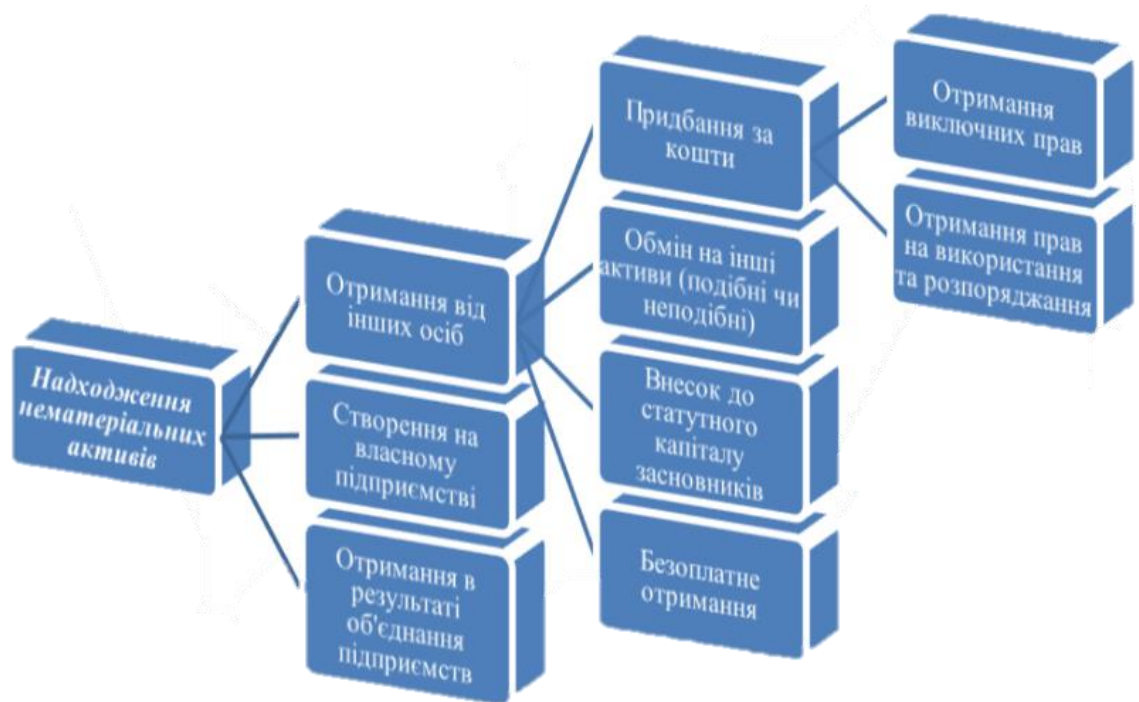 Надходження
нематеріальних
активів
Отримання від
інших осіб
Створення на
власному
підприємстві
Отримання в
результаті
об'єднання
підприємств
Придбання за
кошти
Обмін на інші
активи (подібні чи
неподібні)
Внесок до
статутного
капіталу
засновників
Безоплатне
отримання
Отримання
виключних прав
Отримання прав
на використання
та розпоряджання